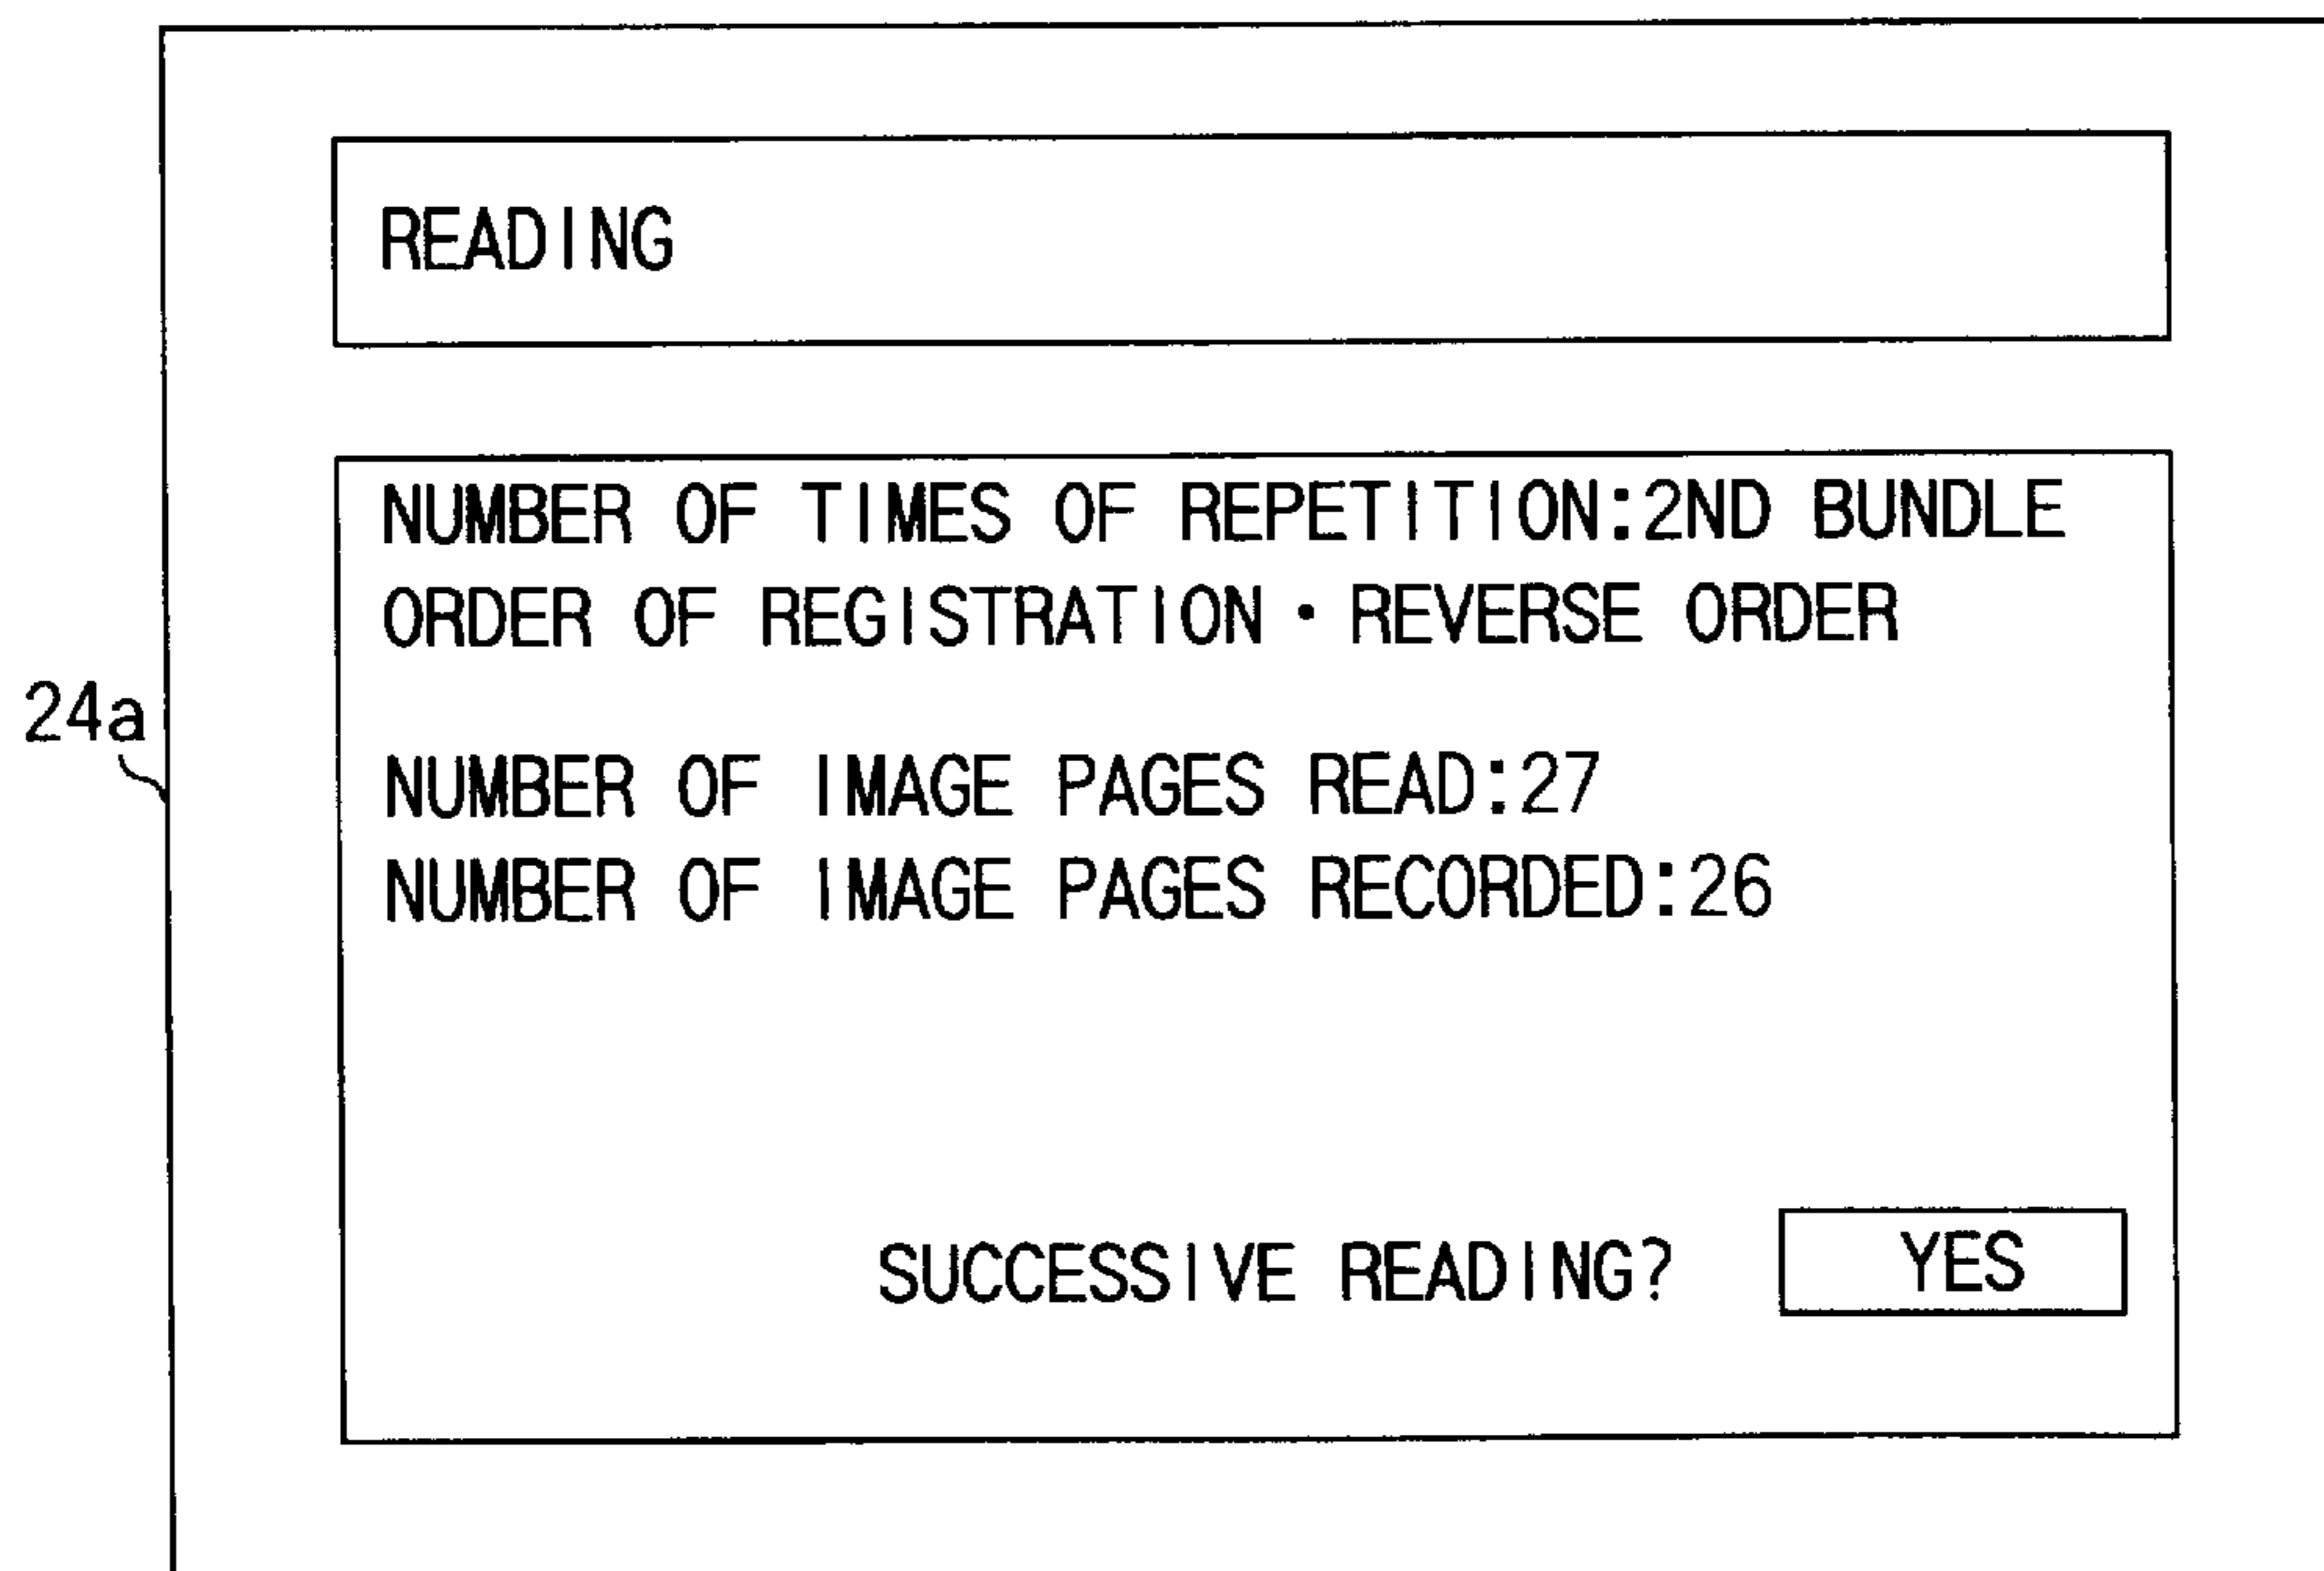 READING
NUMBER OF TIMES OF REPETITION:2ND BUNDLE
ORDER OF REGISTRATION・REVERSE ORDER
24a
NUMBER OF IMAGE PAGES READ:27
NUMBER OF IMAGE PAGES RECORDED:26
SUCCESSIVE READING? YES